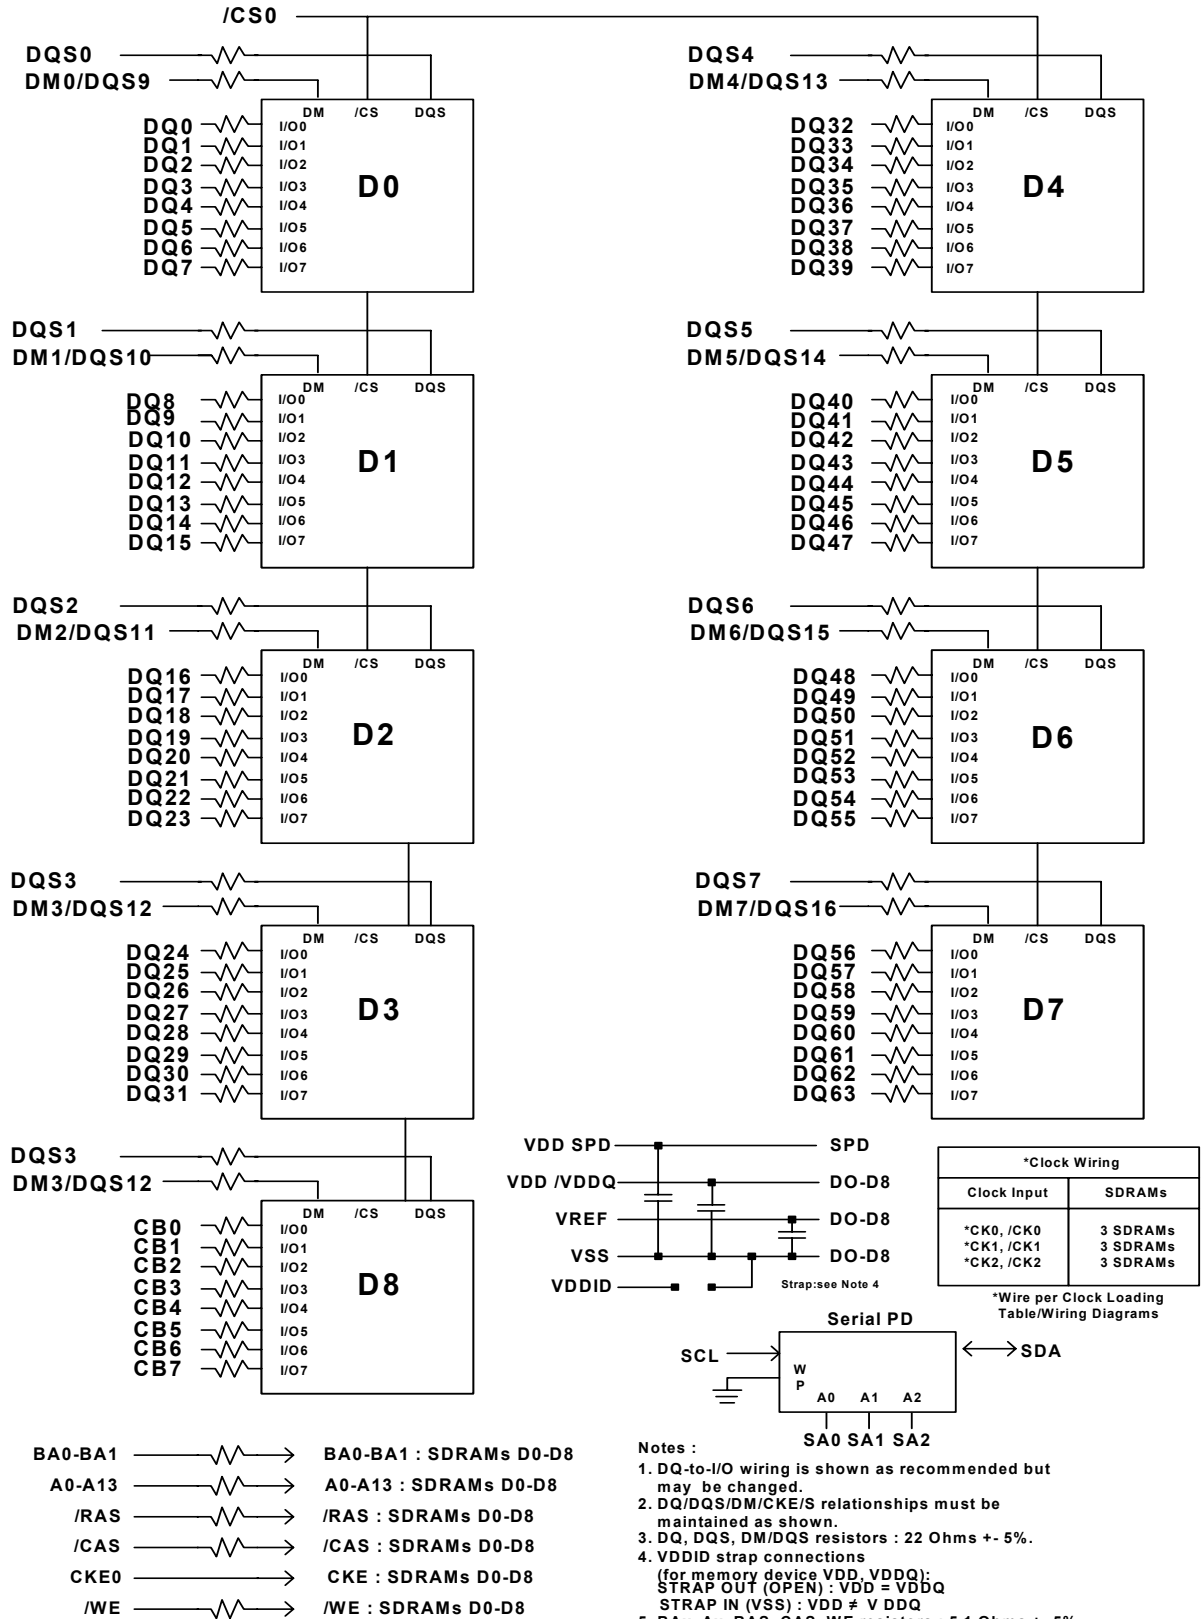 /CS0
DQS0
DM0/DQS9
DM /CS DQS
DQ0 I/O0
DQ1 I/O1
DQ2 I/O2
DQ3 I/O3
DQ4 I/O4
DQ5 I/O5
DQ6 I/O6
DQ7 I/O7
D0
DQS1
DM1/DQS10
DM /CS DQS
DQ8 I/O0
DQ9 I/O1
DQ10 I/O2
DQ11 I/O3
DQ12 I/O4
DQ13 I/O5
DQ14 I/O6
DQ15 I/O7
D1
DQS2
DM2/DQS11
DM /CS DQS
DQ16 I/O0
DQ17 I/O1
DQ18 I/O2
DQ19 I/O3
DQ20 I/O4
DQ21 I/O5
DQ22 I/O6
DQ23 I/O7
D2
DQS3
DM3/DQS12
DM /CS DQS
DQ24 I/O0
DQ25 I/O1
DQ26 I/O2
DQ27 I/O3
DQ28 I/O4
DQ29 I/O5
DQ30 I/O6
DQ31 I/O7
D3
DQS3
DM3/DQS12
DM /CS DQS
CB0 I/O0
CB1 I/O1
CB2 I/O2
CB3 I/O3
CB4 I/O4
CB5 I/O5
CB6 I/O6
CB7 I/O7
D8
DQS4
DM4/DQS13
DM /CS DQS
DQ32 I/O0
DQ33 I/O1
DQ34 I/O2
DQ35 I/O3
DQ36 I/O4
DQ37 I/O5
DQ38 I/O6
DQ39 I/O7
D4
DQS5
DM5/DQS14
DM /CS DQS
DQ40 I/O0
DQ41 I/O1
DQ42 I/O2
DQ43 I/O3
DQ44 I/O4
DQ45 I/O5
DQ46 I/O6
DQ47 I/O7
D5
DQS6
DM6/DQS15
DM /CS DQS
DQ48 I/O0
DQ49 I/O1
DQ50 I/O2
DQ51 I/O3
DQ52 I/O4
DQ53 I/O5
DQ54 I/O6
DQ55 I/O7
D6
DQS7
DM7/DQS16
DM /CS DQS
DQ56 I/O0
DQ57 I/O1
DQ58 I/O2
DQ59 I/O3
DQ60 I/O4
DQ61 I/O5
DQ62 I/O6
DQ63 I/O7
D7
VDD SPD SPD
VDD /VDDQ DO-D8
VREF DO-D8
VSS DO-D8
VDDID Strap:see Note 4
*Clock Wiring
Clock Input SDRAMs
*CK0, /CK0 3 SDRAMs
*CK1, /CK1 3 SDRAMs
*CK2, /CK2 3 SDRAMs
*Wire per Clock Loading
Table/Wiring Diagrams
Serial PD
SCL SDA
W
P
A0 A1 A2
SA0 SA1 SA2
BA0-BA1 BA0-BA1 : SDRAMs D0-D8
A0-A13 A0-A13 : SDRAMs D0-D8
/RAS /RAS : SDRAMs D0-D8
/CAS /CAS : SDRAMs D0-D8
CKE0 CKE : SDRAMs D0-D8
/WE /WE : SDRAMs D0-D8
Notes :
1. DQ-to-I/O wiring is shown as recommended but
may be changed.
2. DQ/DQS/DM/CKE/S relationships must be
maintained as shown.
3. DQ, DQS, DM/DQS resistors : 22 Ohms +- 5%.
4. VDDID strap connections
(for memory device VDD, VDDQ):
STRAP OUT (OPEN) : VDD = VDDQ
STRAP IN (VSS) : VDD ≠ V DDQ